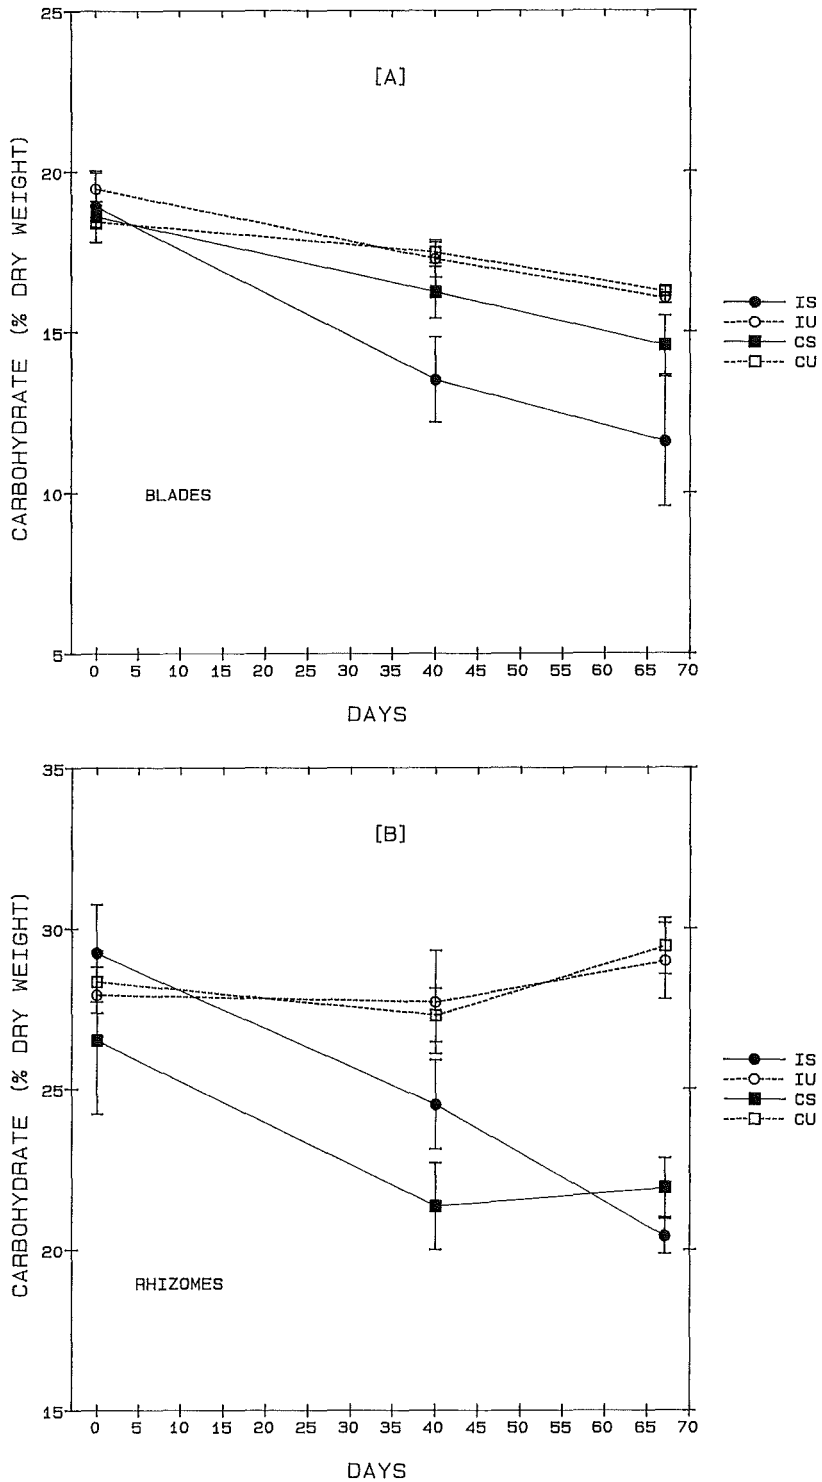 25
[A]
20
15
10
5
CARBOHYDRATE (% DRY WEIGHT)
BLADES
IS
IU
CS
CU
0 5 10 15 20 25 30 35 40 45 50 55 60 65 70
DAYS
35
[B]
30
25
20
15
CARBOHYDRATE (% DRY WEIGHT)
RHIZOMES
IS
IU
CS
CU
0 5 10 15 20 25 30 35 40 45 50 55 60 65 70
DAYS